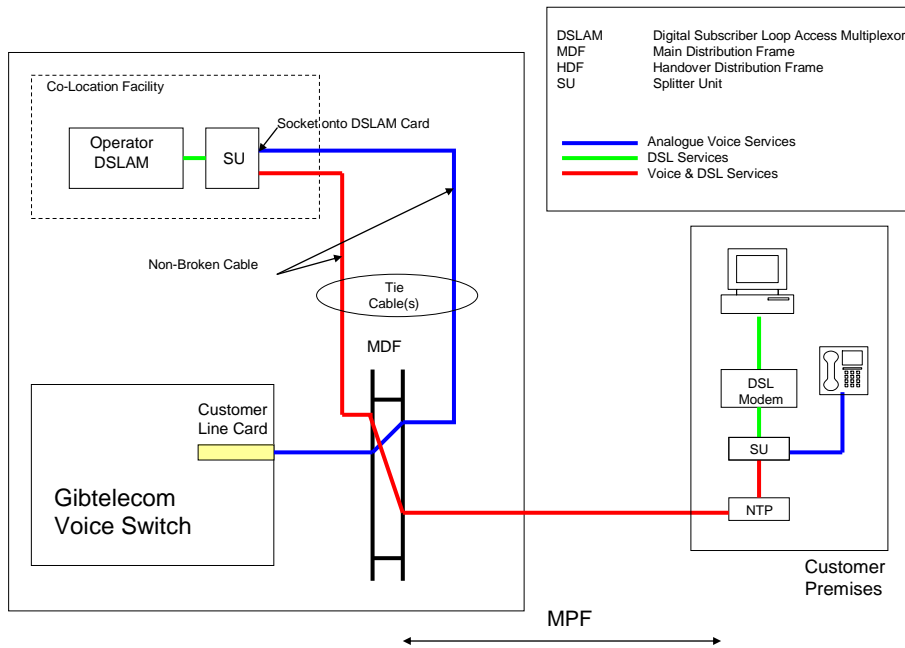 DSLAM Digital Subscriber Loop Access Multiplexor
MDF Main Distribution Frame
HDF Handover Distribution Frame
SU Splitter Unit
Analogue Voice Services
DSL Services
Voice & DSL Services
Co-Location Facility
Operator
DSLAM
SU
Socket onto DSLAM Card
Non-Broken Cable
Tie
Cable(s)
MDF
Customer
Line Card
Gibtelecom
Voice Switch
DSL
Modem
SU
NTP
Customer
Premises
MPF